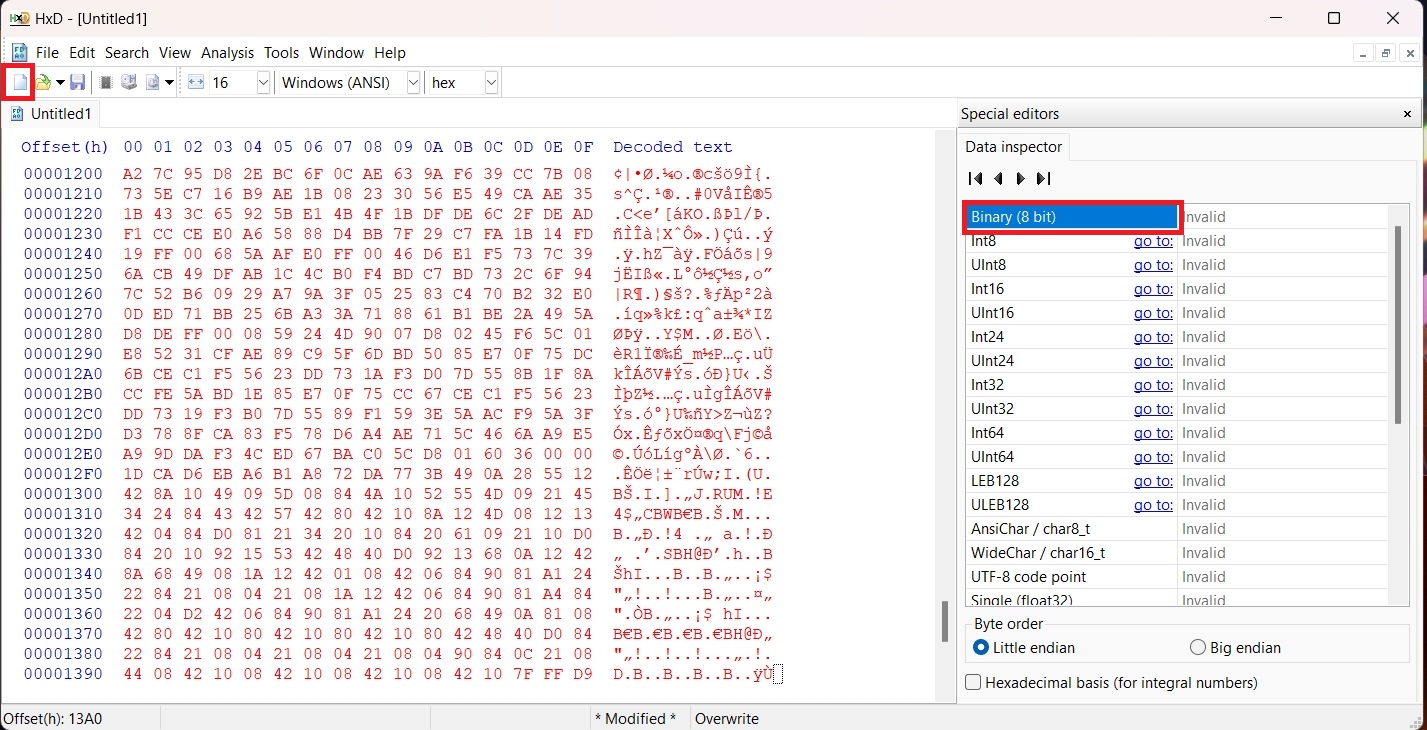 HxD - [Untitled1]
File Edit Search View Analysis Tools Window Help
16 Windows (ANSI) hex
Untitled1
Special editors
Data inspector
Offset(h) 00 01 02 03 04 05 06 07 08 09 0A 0B 0C 0D 0E 0F Decoded text
00001200 A2 7C 95 D8 2E BC 6F 0C AE 63 9A F6 39 CC 7B 08 ¢|•Ø.¼o.®cšö9Ì{.
00001210 73 5E C7 16 B9 AE 1B 08 23 30 56 E5 49 CA AE 35 s^Ç.¹®..#0VåIÊ®5
00001220 1B 43 3C 65 92 5B E1 4B 4F 1B DF DE 6C 2F DE AD .C<e'[áKO.ßÞl/Þ.
00001230 F1 CC CE E0 A6 58 88 D4 BB 7F 29 C7 FA 1B 14 FD ñÌÎà¦XˆÔ».)Çú..ý
00001240 19 FF 00 68 5A AF E0 FF 00 46 D6 E1 F5 73 7C 39 .ÿ.hZ¯àÿ.FÖáõs|9
00001250 6A CB 49 DF AB 1C 4C B0 F4 BD C7 BD 73 2C 6F 94 jËIß«.L°ô½Ç½s,o”
00001260 7C 52 B6 09 29 A7 9A 3F 05 25 83 C4 70 B2 32 E0 |R¶.)§š?.%ƒÄp²2à
00001270 0D ED 71 BB 25 6B A3 3A 71 88 61 B1 BE 2A 49 5A .íq»%k£:qˆa±¾*IZ
00001280 D8 DE FF 00 08 59 24 4D 90 07 D8 02 45 F6 5C 01 ØÞÿ..Y$M..Ø.Eö\.
00001290 E8 52 31 CF AE 89 C9 5F 6D BD 50 85 E7 0F 75 DC èR1Ï®‰É_m½P…ç.uÜ
000012A0 6B CE C1 F5 56 23 DD 73 1A F3 D0 7D 55 8B 1F 8A kÎÁõV#Ýs.óÐ}U‹.Š
000012B0 CC FE 5A BD 1E 85 E7 0F 75 CC 67 CE C1 F5 56 23 ÌþZ½.…ç.uÌgÎÁõV#
000012C0 DD 73 19 F3 B0 7D 55 89 F1 59 3E 5A AC F9 5A 3F Ýs.ó°}U‰ñY>Z¬ùZ?
000012D0 D3 78 8F CA 83 F5 78 D6 A4 AE 71 5C 46 6A A9 E5 Óx.ÊƒõxÖ¤®q\Fj©å
000012E0 A9 9D DA F3 4C ED 67 BA C0 5C D8 01 60 36 00 00 ©.ÚóLígºÀ\Ø.`6..
000012F0 1D CA D6 EB A6 B1 A8 72 DA 77 3B 49 0A 28 55 12 .ÊÖë¦±¨rÚw;I.(U.
00001300 42 8A 10 49 09 5D 08 84 4A 10 52 55 4D 09 21 45 BŠ.I.].„J.RUM.!E
00001310 34 24 84 43 42 57 42 80 42 10 8A 12 4D 08 12 13 4$„CBWB€B.Š.M...
00001320 42 04 84 D0 81 21 34 20 10 84 20 61 09 21 10 D0 B.„Ð.!4 .„ a.!.Ð
00001330 84 20 10 92 15 53 42 48 40 D0 92 13 68 0A 12 42 „ .’.SBH@Ð’.h..B
00001340 8A 68 49 08 1A 12 42 01 08 42 06 84 90 81 A1 24 ŠhI...B..B.„..¡$
00001350 22 84 21 08 04 21 08 1A 12 42 06 84 90 81 A4 84 "„!..!...B.„..¤„
00001360 22 04 D2 42 06 84 90 81 A1 24 20 68 49 0A 81 08 ".ÒB.„..¡$ hI...
00001370 42 80 42 10 80 42 10 80 42 10 80 42 48 40 D0 84 B€B.€B.€B.€BH@Ð„
00001380 22 84 21 08 04 21 08 04 21 08 04 90 84 0C 21 08 "„!..!..!...„.!.
00001390 44 08 42 10 08 42 10 08 42 10 08 42 10 7F FF D9 D.B..B..B..B..ÿÙ
Binary (8 bit) Invalid
Int8 go to: Invalid
UInt8 go to: Invalid
Int16 go to: Invalid
UInt16 go to: Invalid
Int24 go to: Invalid
UInt24 go to: Invalid
Int32 go to: Invalid
UInt32 go to: Invalid
Int64 go to: Invalid
UInt64 go to: Invalid
LEB128 go to: Invalid
ULEB128 go to: Invalid
AnsiChar / char8_t Invalid
WideChar / char16_t Invalid
UTF-8 code point Invalid
Single (float32) Invalid
Byte order
Little endian Big endian
Hexadecimal basis (for integral numbers)
Offset(h): 13A0 * Modified * Overwrite